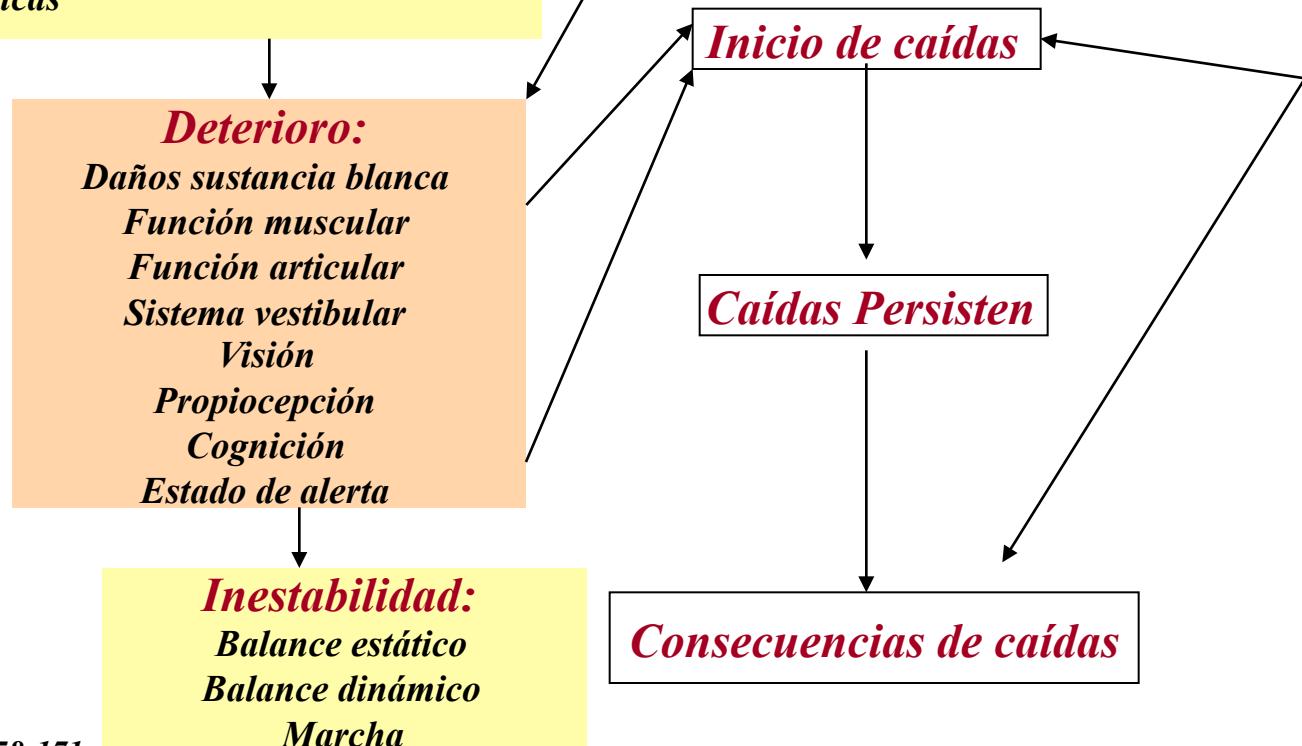 Inicio de caídas
Deterioro:
Daños sustancia blanca
Función muscular
Función articular
Sistema vestibular
Visión
Propiocepción
Cognición
Estado de alerta
Caídas Persisten
Inestabilidad:
Balance estático
Balance dinámico
Marcha
Consecuencias de caídas